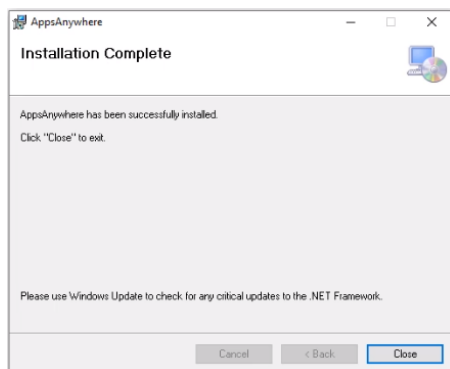 AppsAnywhere
Installation Complete
AppsAnywhere has been successfully installed.
Click "Close" to exit.
Please use Windows Update to check for any critical updates to the .NET Framework.
Cancel
< Back
Close